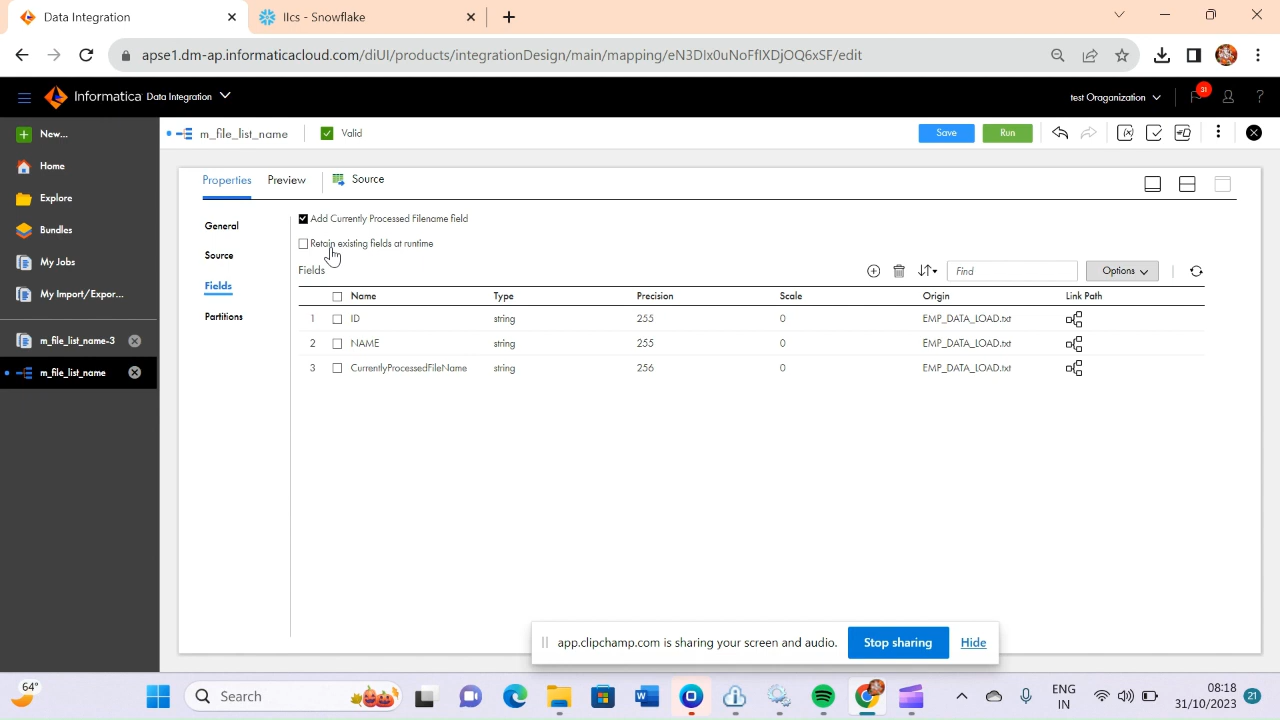 Data Integration
IIcs - Snowflake
apse1.dm-ap.informaticacloud.com/diUI/products/integrationDesign/main/mapping/eN3DIx0uNoFfIXDjOQ6xSF/edit
Informatica Data Integration
test Oraganization
31
?
New...
m_file_list_name
Valid
Save
Run
Home
Explore
Bundles
My Jobs
My Import/Expor...
m_file_list_name-3
m_file_list_name
Properties
Preview
Source
General
Source
Fields
Partitions
Add Currently Processed Filename field
Retain existing fields at runtime
Fields
Find
Options
Name Type Precision Scale Origin Link Path
1 ID string 255 0 EMP_DATA_LOAD.txt
2 NAME string 255 0 EMP_DATA_LOAD.txt
3 CurrentlyProcessedFileName string 256 0 EMP_DATA_LOAD.txt
app.clipchamp.com is sharing your screen and audio.
Stop sharing
Hide
64°
Search
ENG
IN
08:18
31/10/2023
21